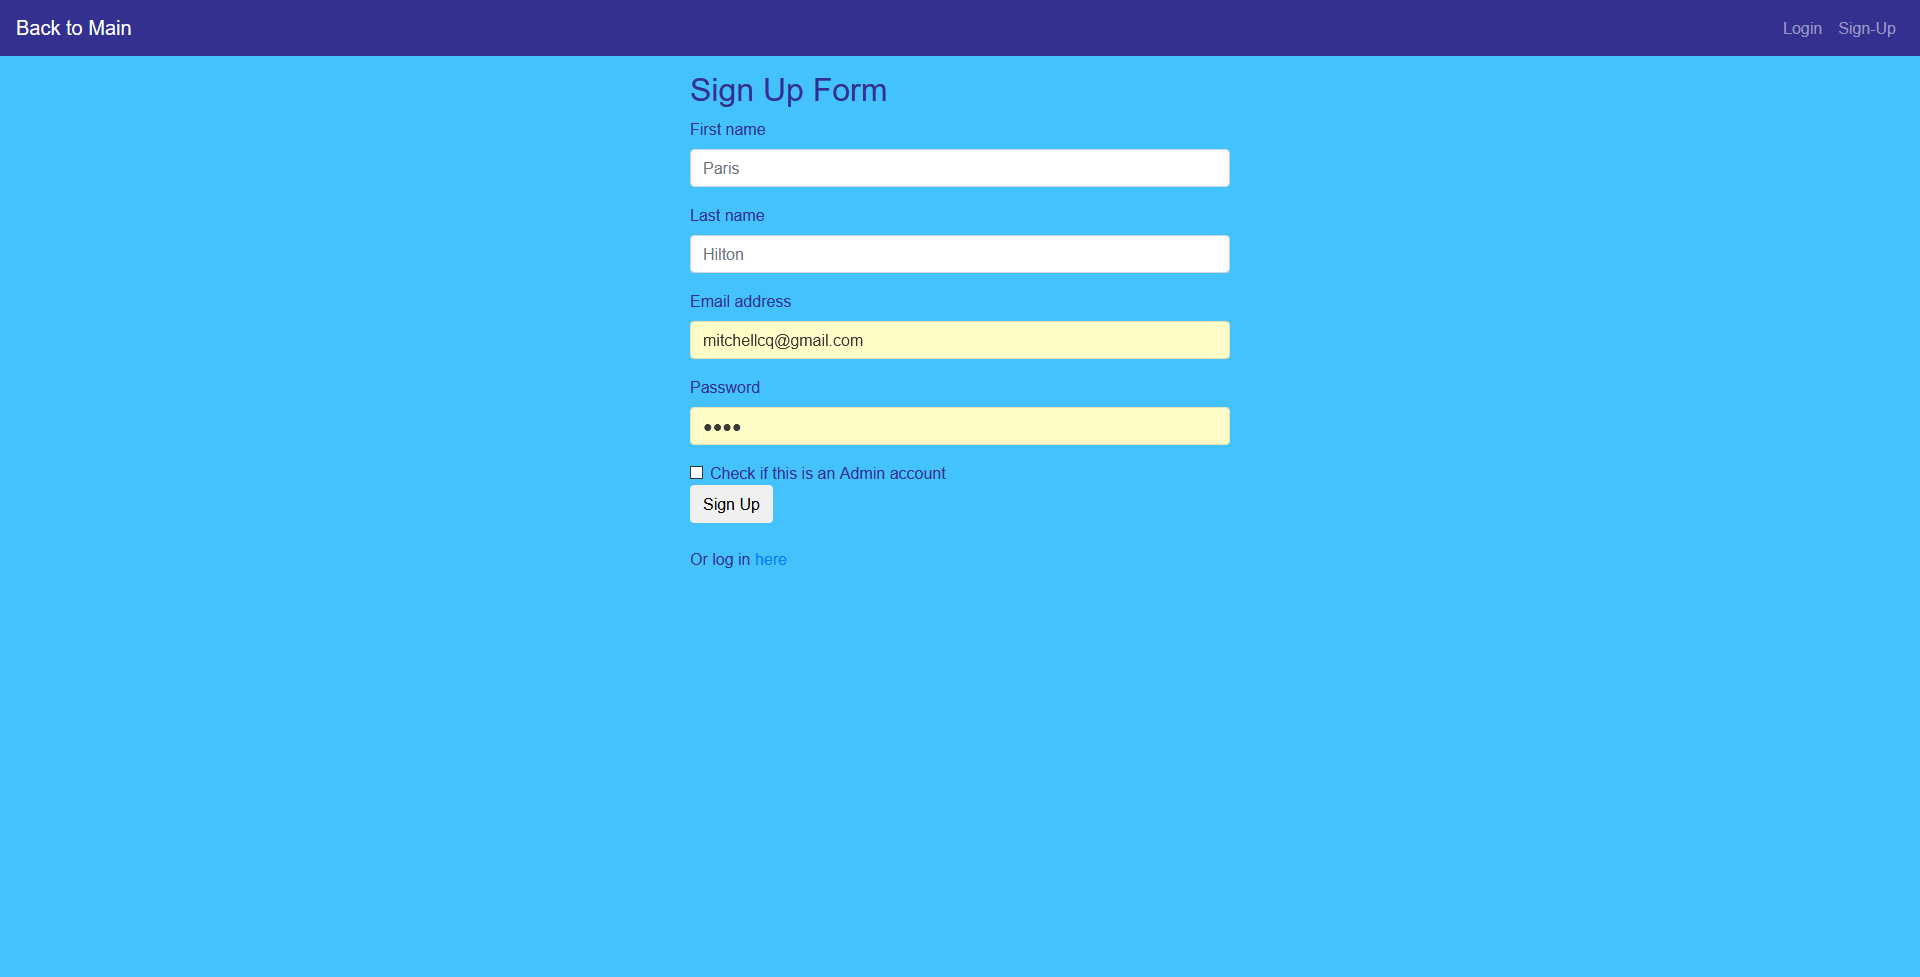 Back to Main
Login Sign-Up
Sign Up Form
First name
Paris
Last name
Hilton
Email address
mitchellcq@gmail.com
Password
••••
Check if this is an Admin account
Sign Up
Or log in here